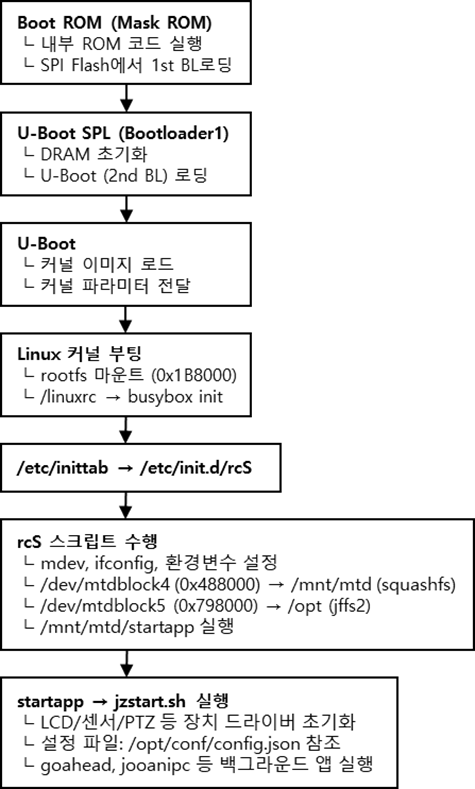 Boot ROM (Mask ROM)
└ 내부 ROM 코드 실행
└ SPI Flash에서 1st BL로딩
U-Boot SPL (Bootloader1)
└ DRAM 초기화
└ U-Boot (2nd BL) 로딩
U-Boot
└ 커널 이미지 로드
└ 커널 파라미터 전달
Linux 커널 부팅
└ rootfs 마운트 (0x1B8000)
└ /linuxrc → busybox init
/etc/inittab → /etc/init.d/rcS
rcS 스크립트 수행
└ mdev, ifconfig, 환경변수 설정
└ /dev/mtdblock4 (0x488000) → /mnt/mtd (squashfs)
└ /dev/mtdblock5 (0x798000) → /opt (jffs2)
└ /mnt/mtd/startapp 실행
startapp → jzstart.sh 실행
└ LCD/센서/PTZ 등 장치 드라이버 초기화
└ 설정 파일: /opt/conf/config.json 참조
└ goahead, jooanipc 등 백그라운드 앱 실행